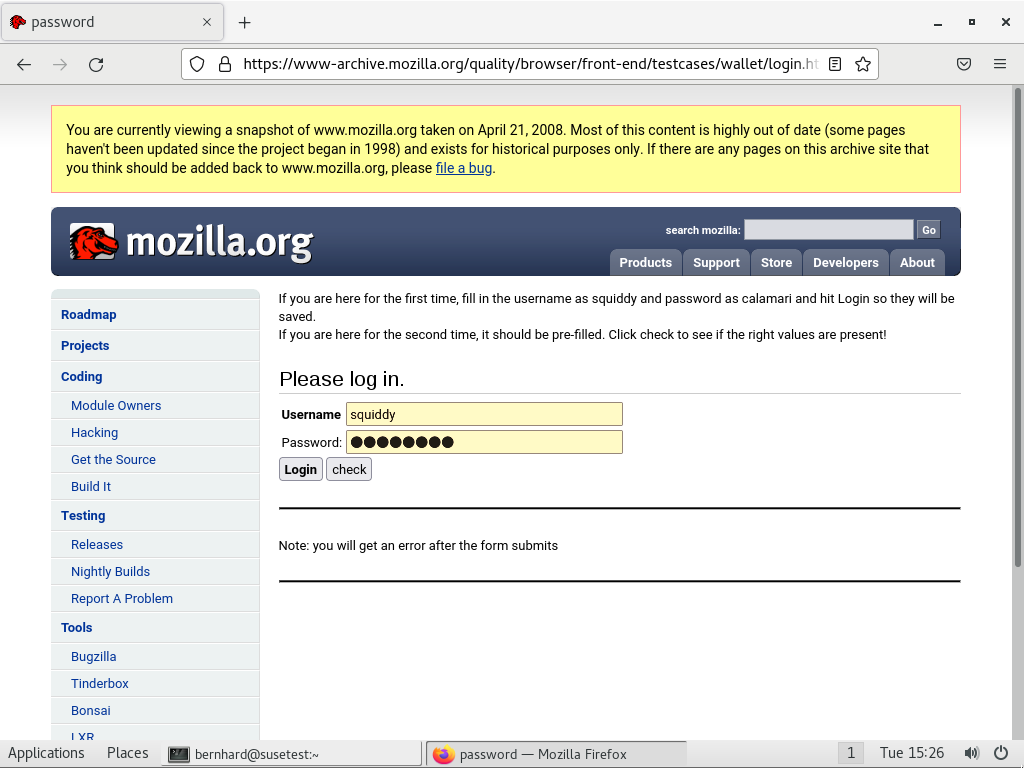 password
https://www-archive.mozilla.org/quality/browser/front-end/testcases/wallet/login.ht
You are currently viewing a snapshot of www.mozilla.org taken on April 21, 2008. Most of this content is highly out of date (some pages
haven't been updated since the project began in 1998) and exists for historical purposes only. If there are any pages on this archive site that
you think should be added back to www.mozilla.org, please file a bug.
mozilla.org
search mozilla: Go
Products Support Store Developers About
Roadmap
Projects
Coding
Module Owners
Hacking
Get the Source
Build It
Testing
Releases
Nightly Builds
Report A Problem
Tools
Bugzilla
Tinderbox
Bonsai
LXR
If you are here for the first time, fill in the username as squiddy and password as calamari and hit Login so they will be
saved.
If you are here for the second time, it should be pre-filled. Click check to see if the right values are present!
Please log in.
Username squiddy
Password: ●●●●●●●●
Login check
Note: you will get an error after the form submits
Applications Places bernhard@susetest:~ password — Mozilla Firefox 1 Tue 15:26